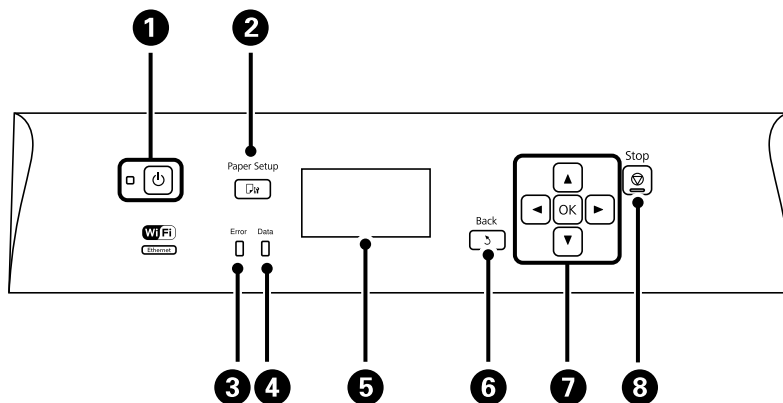 1 2
Stop
Paper Setup
Back
OK
Wi Fi
Ethernet
Error Data
3 4 5 6 7 8